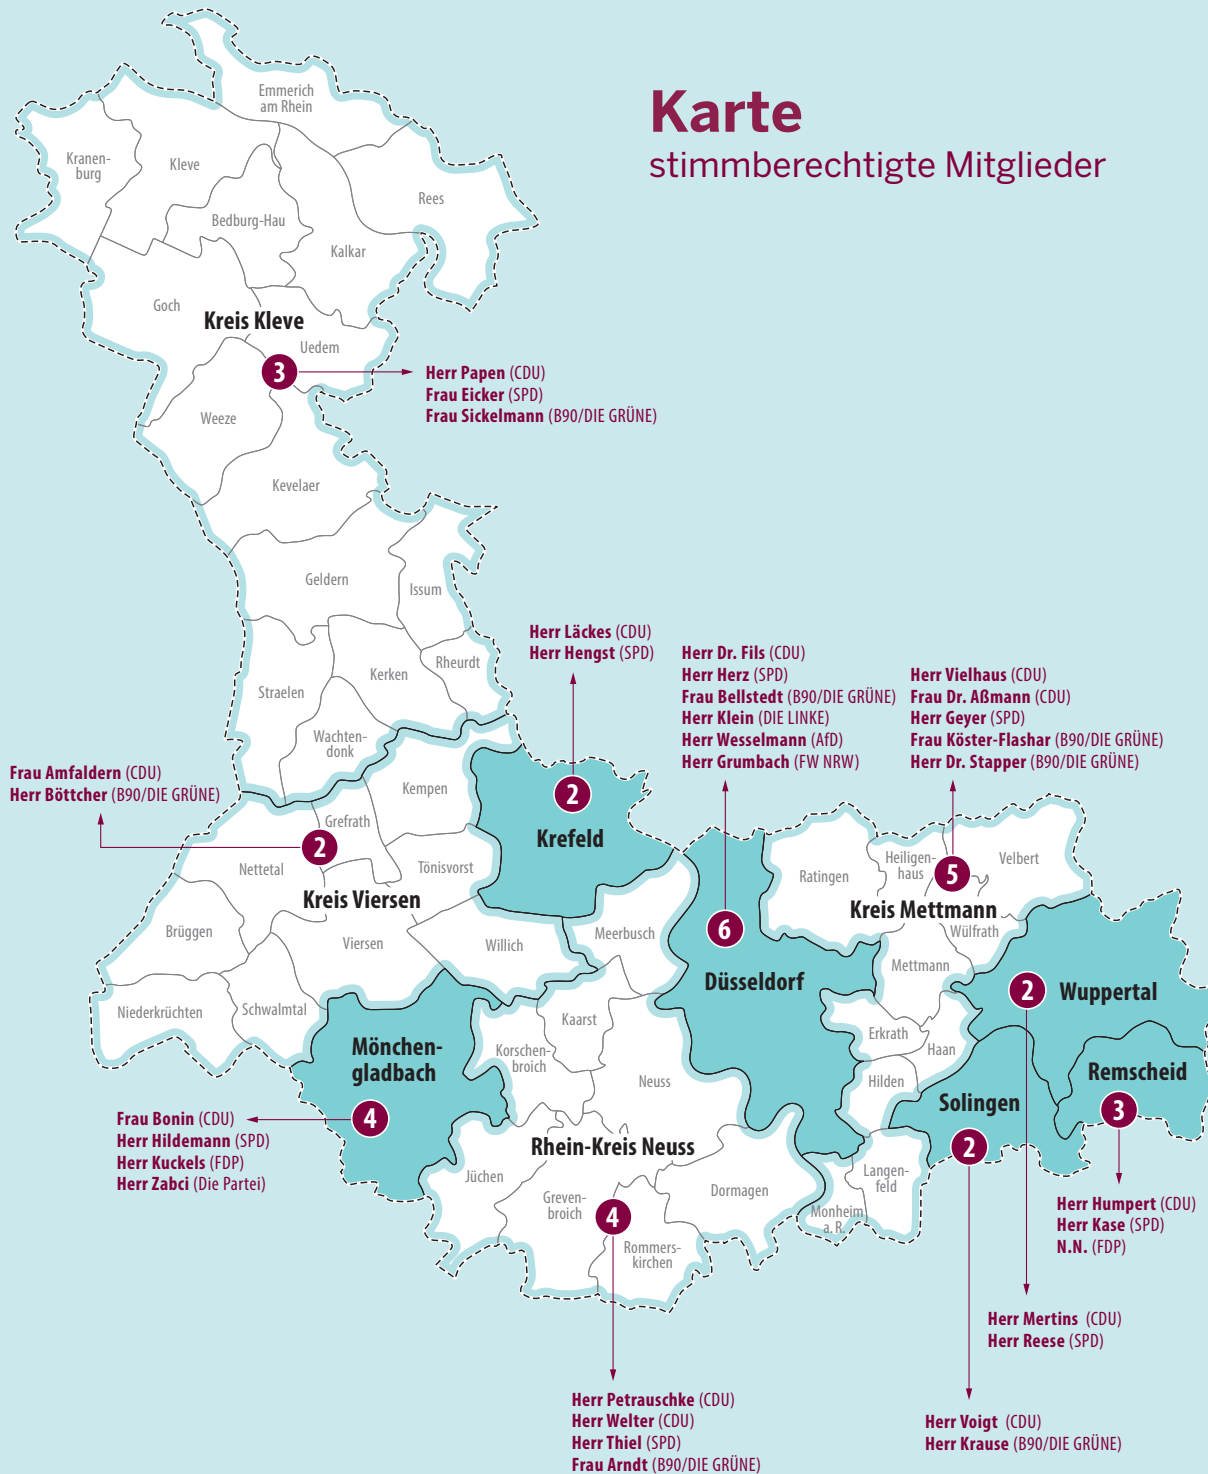 Karte
stimmberechtigte Mitglieder
Emmerich
am Rhein
Kranen-
burg
Kleve
Rees
Bedburg-Hau
Kalkar
Goch
Kreis Kleve
Uedem
3
Herr Papen (CDU)
Frau Eicker (SPD)
Frau Sickelmann (B90/DIE GRÜNE)
Weeze
Kevelaer
Geldern
Issum
Straelen
Kerken
Rheurdt
Wachten-
donk
Herr Läckes (CDU)
Herr Hengst (SPD)
Herr Dr. Fils (CDU)
Herr Herz (SPD)
Frau Bellstedt (B90/DIE GRÜNE)
Herr Klein (DIE LINKE)
Herr Wesselmann (AfD)
Herr Grumbach (FW NRW)
Herr Vielhaus (CDU)
Frau Dr. Aßmann (CDU)
Herr Geyer (SPD)
Frau Köster-Flashar (B90/DIE GRÜNE)
Herr Dr. Stapper (B90/DIE GRÜNE)
Frau Amfaldern (CDU)
Herr Böttcher (B90/DIE GRÜNE)
Kempen
Grefrath
2
Nettetal
Tönisvorst
Kreis Viersen
Brüggen
Viersen
Willich
Niederkrüchten
Schwalmtal
2
Krefeld
Meerbusch
6
Düsseldorf
Ratingen
Heiligen-
haus
Velbert
5
Kreis Mettmann
Wülfrath
Mettmann
Erkrath
Haan
Hilden
2
Wuppertal
Remscheid
3
Solingen
2
Langen-
feld
Monheim
a. R.
Mönchen-
gladbach
4
Frau Bonin (CDU)
Herr Hildemann (SPD)
Herr Kuckels (FDP)
Herr Zabci (Die Partei)
Kaarst
Korschen-
broich
Neuss
Rhein-Kreis Neuss
Jüchen
Greven-
broich
4
Dormagen
Rommers-
kirchen
Herr Humpert (CDU)
Herr Kase (SPD)
N.N. (FDP)
Herr Mertins (CDU)
Herr Reese (SPD)
Herr Petrauschke (CDU)
Herr Welter (CDU)
Herr Thiel (SPD)
Frau Arndt (B90/DIE GRÜNE)
Herr Voigt (CDU)
Herr Krause (B90/DIE GRÜNE)